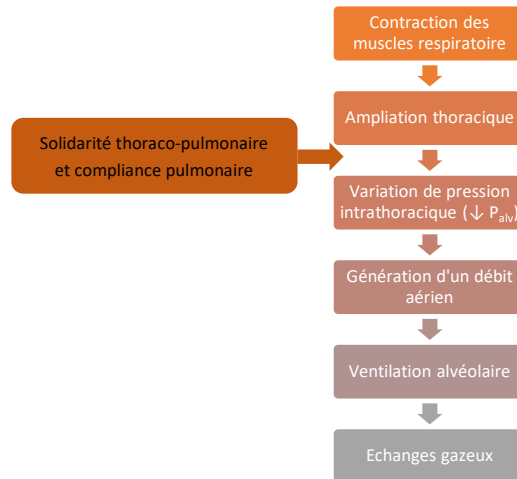 Contraction des
muscles respiratoire
Ampliation thoracique
Solidarité thoraco-pulmonaire
et compliance pulmonaire
Variation de pression
intrathoracique (↓ Palv)
Génération d'un débit
aérien
Ventilation alvéolaire
Echanges gazeux